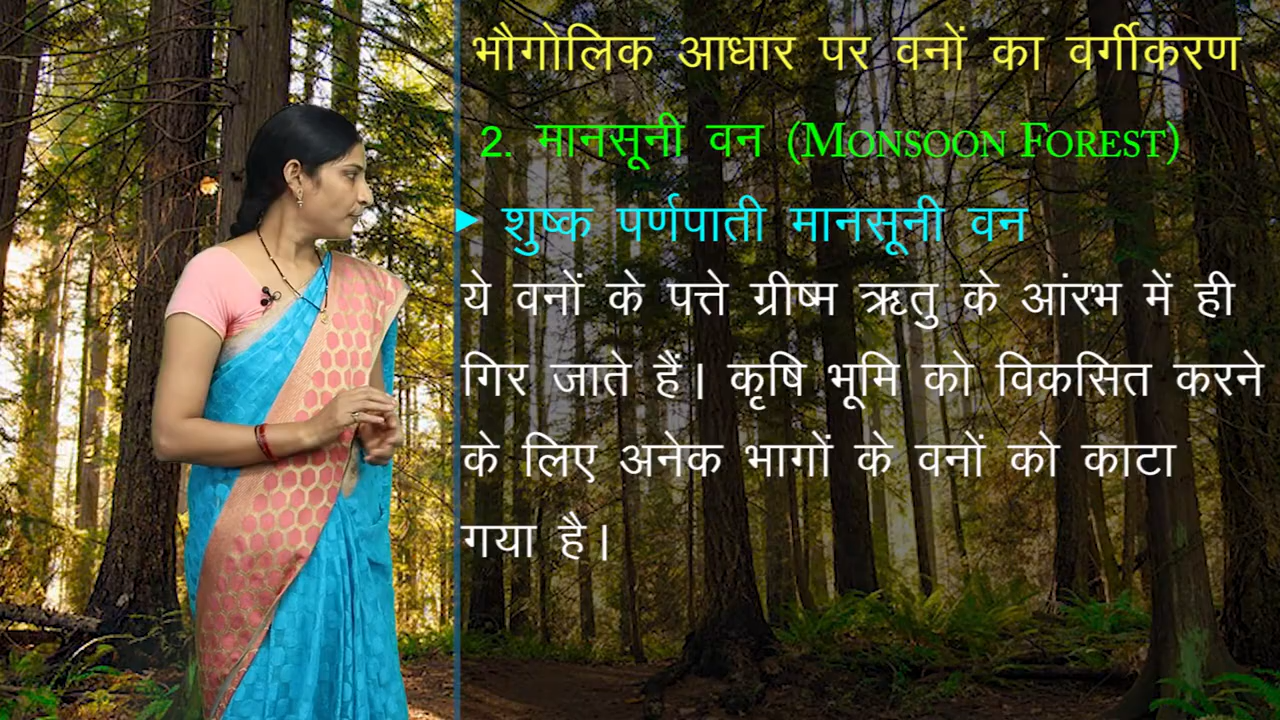 भौगोलिक आधार पर वनों का वर्गीकरण
2. मानसूनी वन (MONSOON FOREST)
▶ शुष्क पर्णपाती मानसूनी वन
ये वनों के पत्ते ग्रीष्म ऋतु के आंरभ में ही
गिर जाते हैं। कृषि भूमि को विकसित करने
के लिए अनेक भागों के वनों को काटा
गया है।